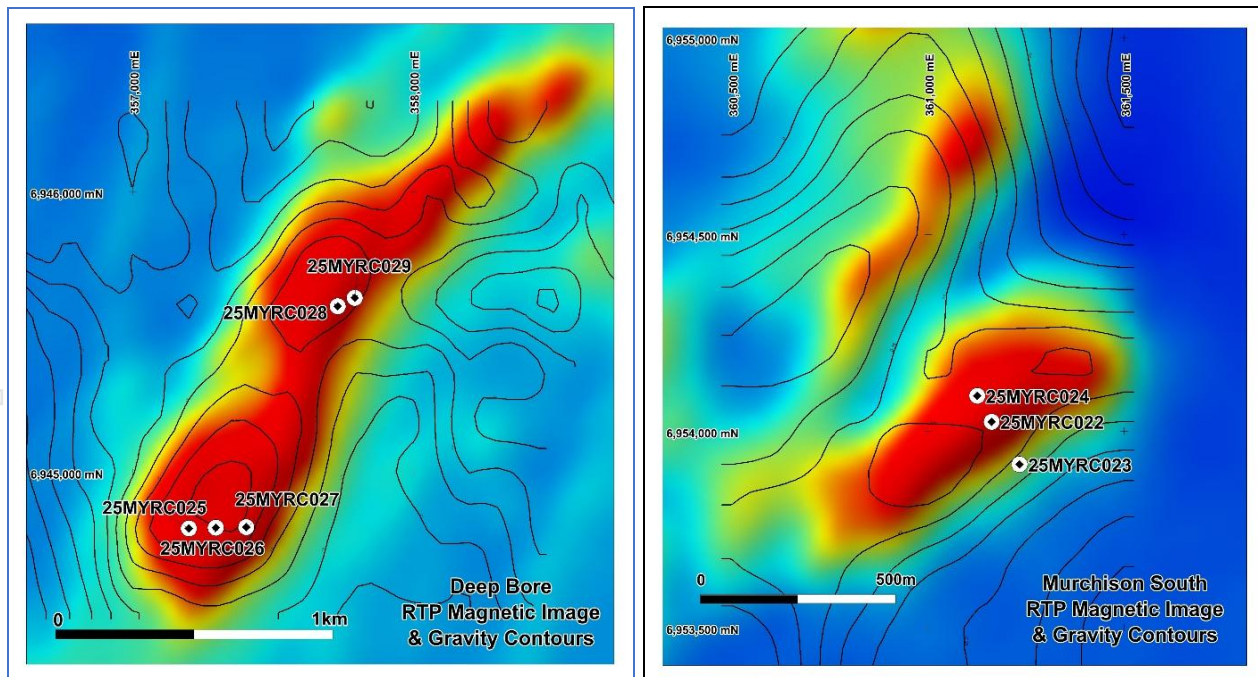 357,000 mE
358,000 mE
6,946,000 mN
25MYRC029
25MYRC028
6,945,000 mN
25MYRC025
25MYRC027
25MYRC026
Deep Bore
RTP Magnetic Image
& Gravity Contours
0
1km
6,955,000 mN
360,500 mE
361,000 mE
361,500 mE
6,954,500 mN
25MYRC024
25MYRC022
6,954,000 mN
25MYRC023
0
500m
Murchison South
RTP Magnetic Image
& Gravity Contours
6,953,500 mN